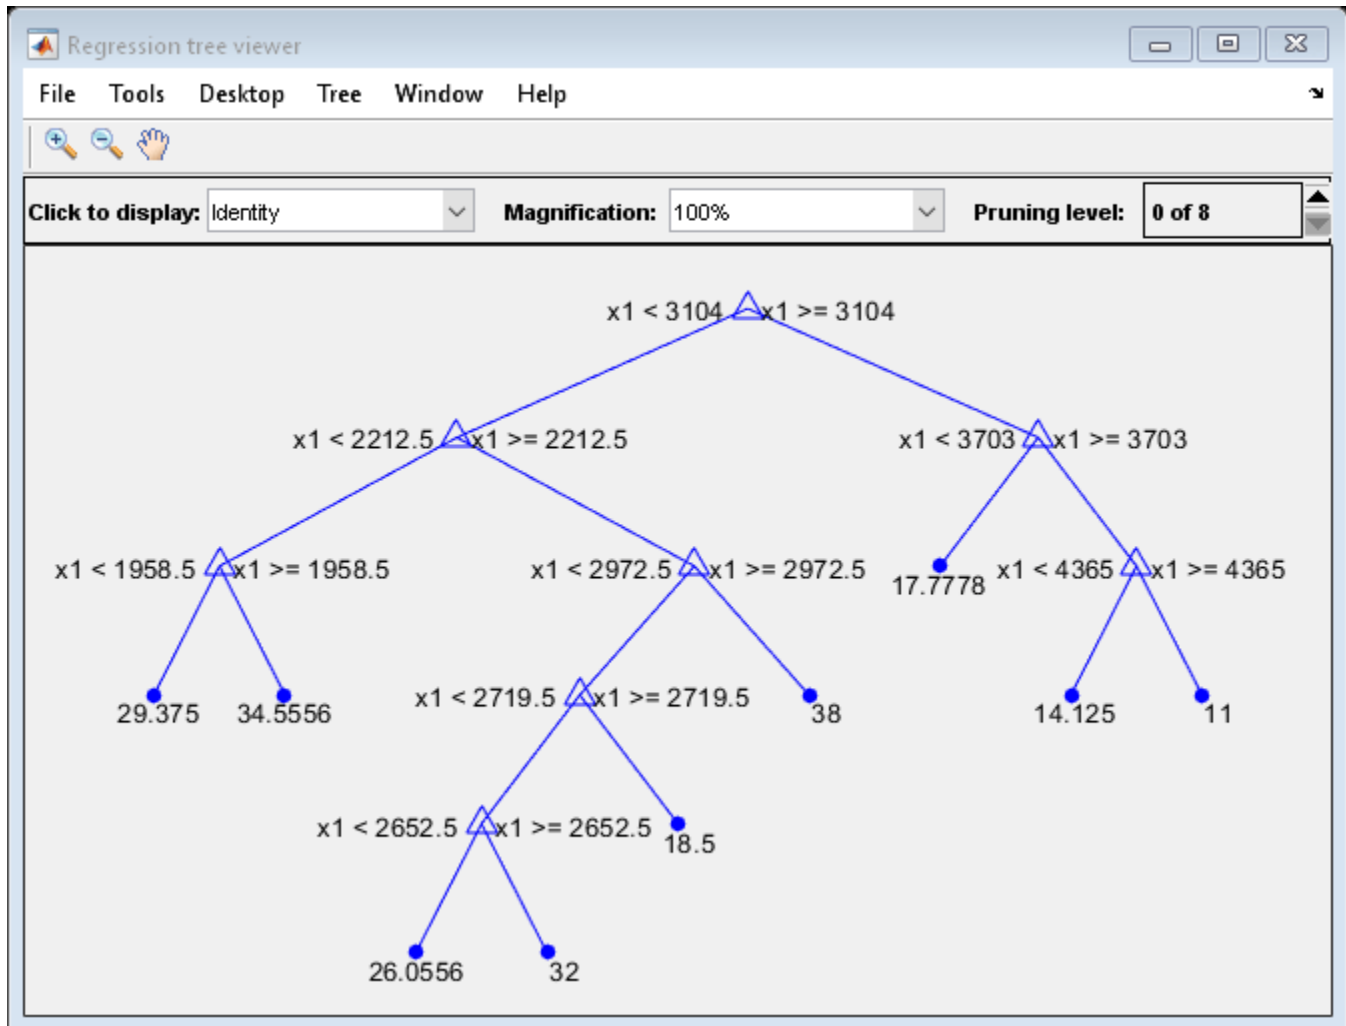 Regression tree viewer
File Tools Desktop Tree Window Help
Click to display: Identity Magnification: 100% Pruning level: 0 of 8
x1 < 3104 x1 >= 3104
x1 < 2212.5 x1 >= 2212.5 x1 < 3703 x1 >= 3703
x1 < 1958.5 x1 >= 1958.5 x1 < 2972.5 x1 >= 2972.5 17.7778 x1 < 4365 x1 >= 4365
29.375 34.5556 x1 < 2719.5 x1 >= 2719.5 38 14.125 11
x1 < 2652.5 x1 >= 2652.5 18.5
26.0556 32